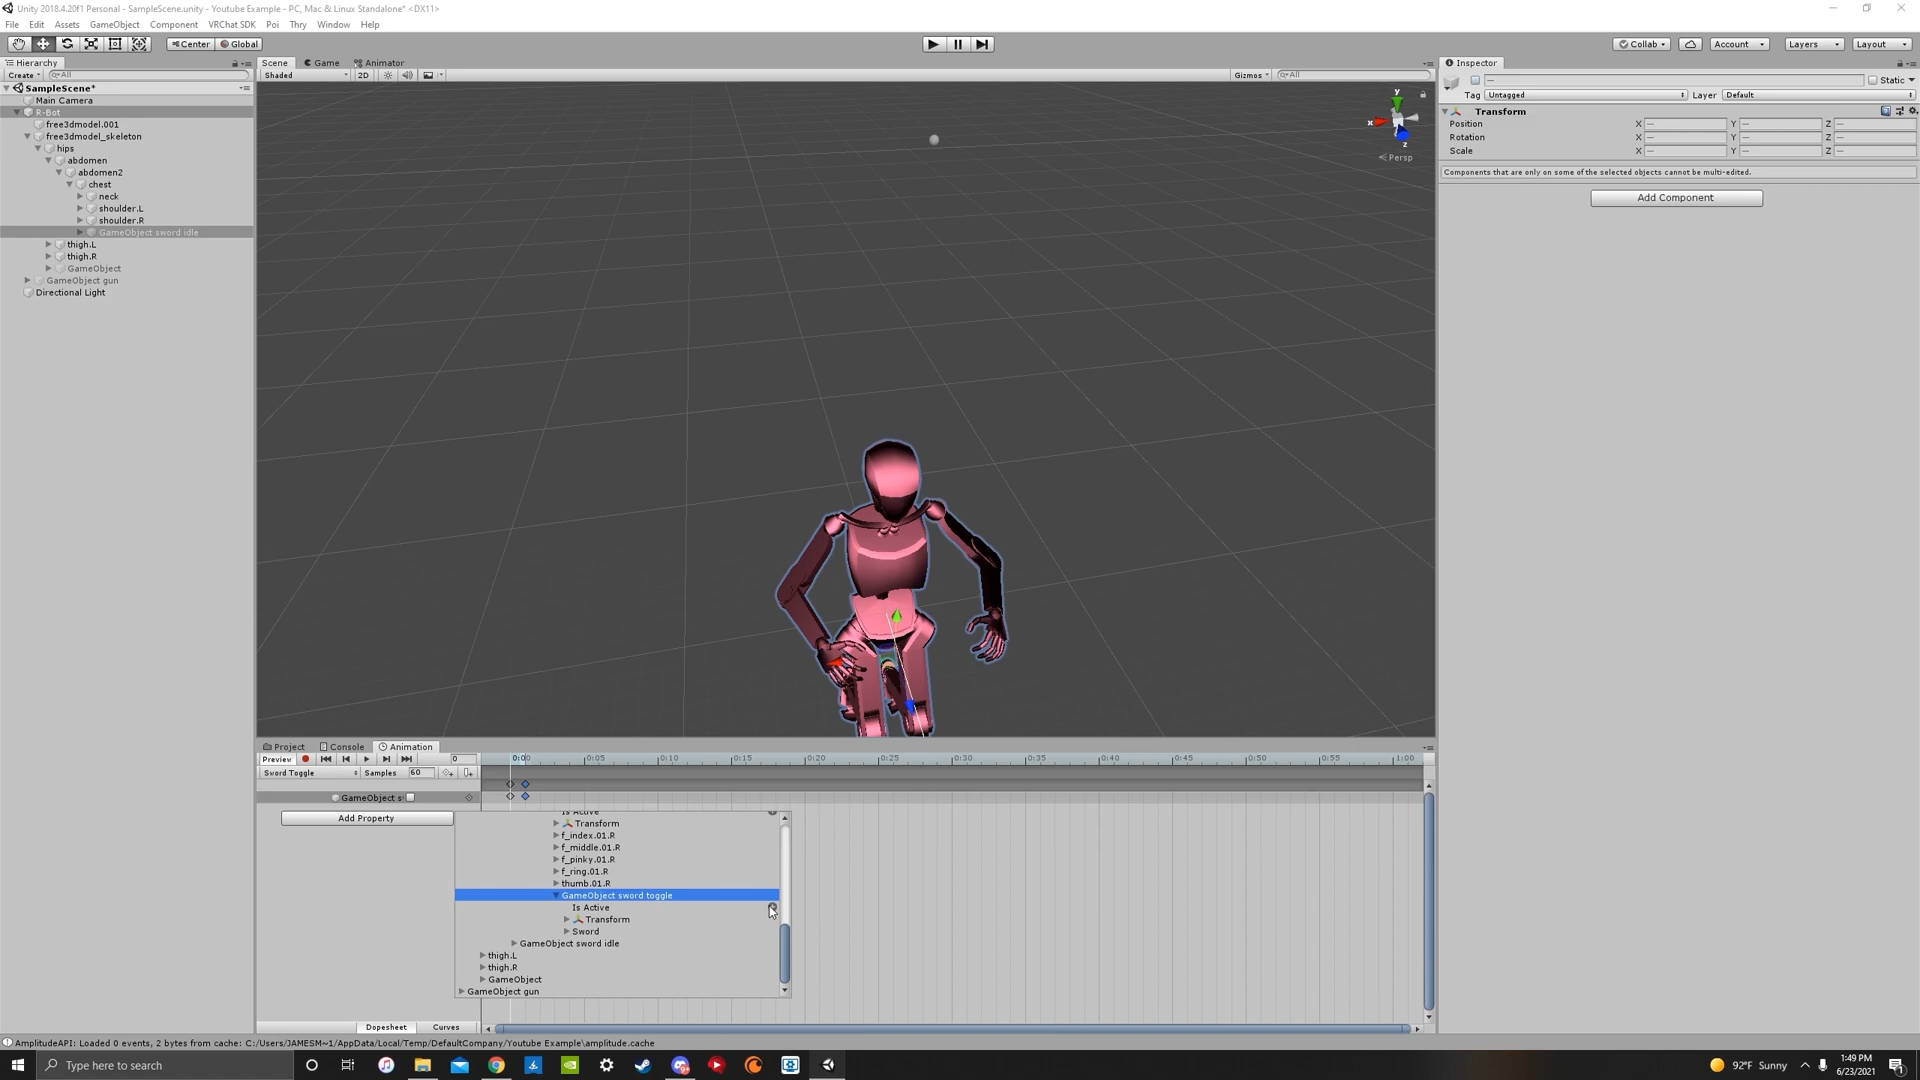 Unity 2018.4.20f1 Personal - SampleScene.unity - Youtube Example - PC, Mac & Linux Standalone* <DX11>
File Edit Assets GameObject Component VRChat SDK Poi Thry Window Help
Center Global
Collab Account Layers Layout
Hierarchy
Create All
SampleScene*
Main Camera
R-Bot
free3dmodel.001
free3dmodel_skeleton
hips
abdomen
abdomen2
chest
neck
shoulder.L
shoulder.R
GameObject sword idle
thigh.L
thigh.R
GameObject
GameObject gun
Directional Light
Scene Game Animator
Shaded 2D Gizmos All
y
x
z
Persp
Inspector
— Static
Tag Untagged Layer Default
Transform
Position X — Y — Z —
Rotation X — Y — Z —
Scale X — Y — Z —
Components that are only on some of the selected objects cannot be multi-edited.
Add Component
Project Console Animation
Preview 0 0:00 0:05 0:10 0:15 0:20 0:25 0:30 0:35 0:40 0:45 0:50 0:55 1:00
Sword Toggle Samples 60
GameObject s
Add Property
Is Active
Transform
f_index.01.R
f_middle.01.R
f_pinky.01.R
f_ring.01.R
thumb.01.R
GameObject sword toggle
Is Active
Transform
Sword
GameObject sword idle
thigh.L
thigh.R
GameObject
GameObject gun
Dopesheet Curves
AmplitudeAPI: Loaded 0 events, 2 bytes from cache: C:/Users/JAMESM~1/AppData/Local/Temp/DefaultCompany/Youtube Example\amplitude.cache
Type here to search
92°F Sunny
1:49 PM
6/23/2021